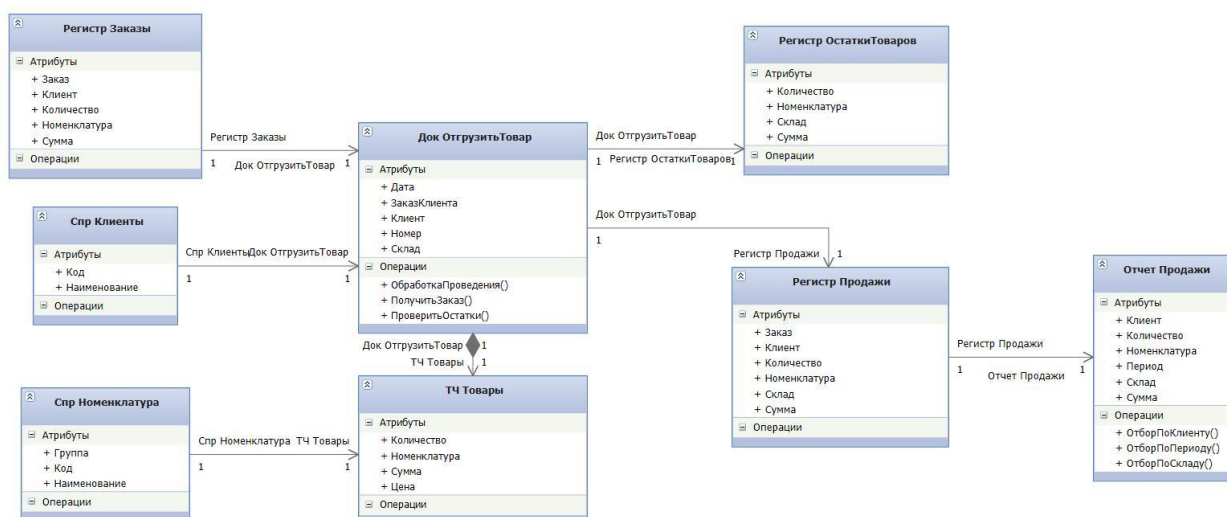 Регистр Заказы
Атрибуты
+ Заказ
+ Клиент
+ Количество
+ Номенклатура
+ Сумма
Операции
Регистр Заказы
1 Док ОтгрузитьТовар 1
Спр Клиенты
Атрибуты
+ Код
+ Наименование
Операции
Спр Клиенты Док ОтгрузитьТовар
1 1
Док ОтгрузитьТовар
Атрибуты
+ Дата
+ ЗаказКлиента
+ Клиент
+ Номер
+ Склад
Операции
+ ОбработкаПроведения()
+ ПолучитьЗаказ()
+ ПроверитьОстатки()
Док ОтгрузитьТовар 1
ТЧ Товары 1
Спр Номенклатура
Атрибуты
+ Группа
+ Код
+ Наименование
Операции
Спр Номенклатура ТЧ Товары
1 1
ТЧ Товары
Атрибуты
+ Количество
+ Номенклатура
+ Сумма
+ Цена
Операции
Док ОтгрузитьТовар
1 Регистр ОстаткиТоваров 1
Регистр ОстаткиТоваров
Атрибуты
+ Количество
+ Номенклатура
+ Склад
+ Сумма
Операции
Док ОтгрузитьТовар
1
Регистр Продажи 1
Регистр Продажи
Атрибуты
+ Заказ
+ Клиент
+ Количество
+ Номенклатура
+ Склад
+ Сумма
Операции
Регистр Продажи
1 Отчет Продажи 1
Отчет Продажи
Атрибуты
+ Клиент
+ Количество
+ Номенклатура
+ Период
+ Склад
+ Сумма
Операции
+ ОтборПоКлиенту()
+ ОтборПоПериоду()
+ ОтборПоСкладу()